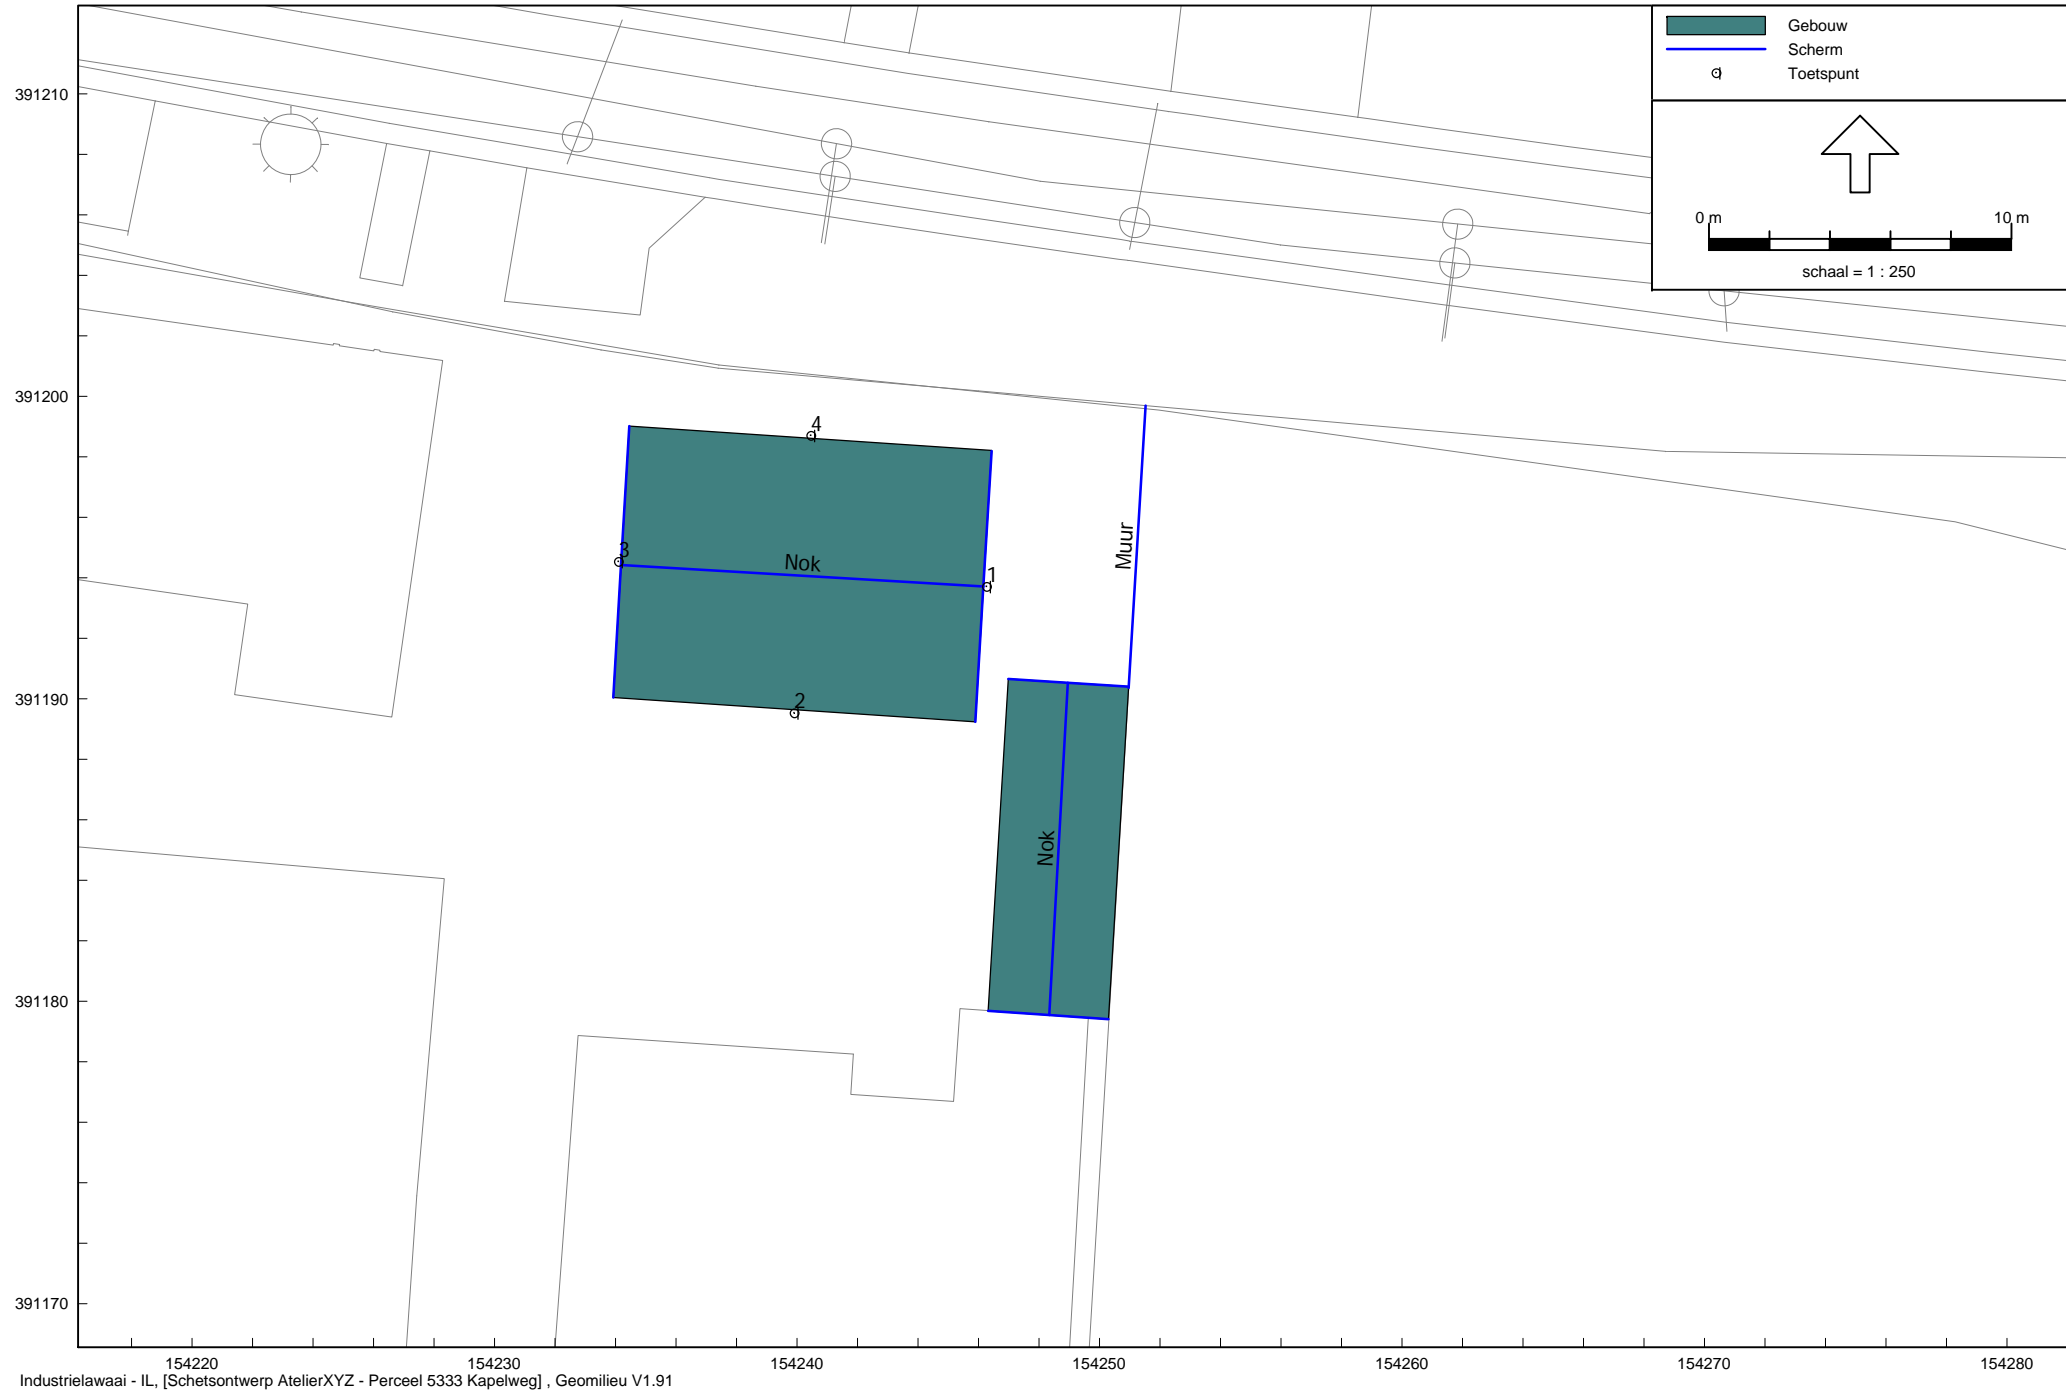 Gebouw
Scherm
Toetspunt
391210
0 m 10 m
schaal = 1 : 250
391200
4
Muur
3
Nok
1
391190
2
Nok
391180
391170
154220 154230 154240 154250 154260 154270 154280
Industrielawaai - IL, [Schetsontwerp AtelierXYZ - Perceel 5333 Kapelweg] , Geomilieu V1.91